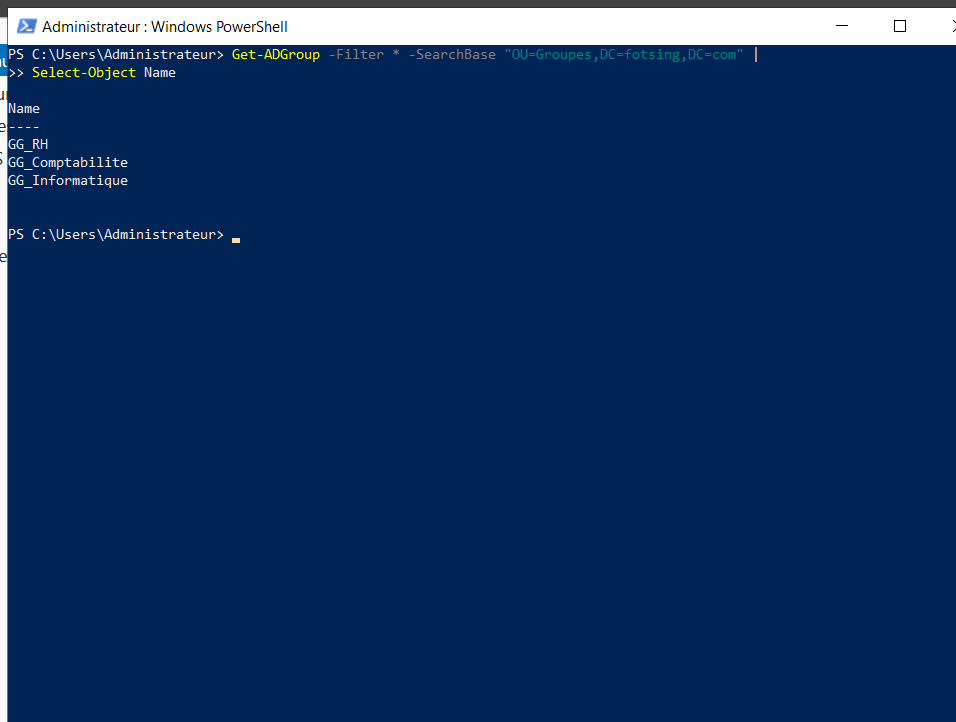 Administrateur : Windows PowerShell
PS C:\Users\Administrateur> Get-ADGroup -Filter * -SearchBase "OU=Groupes,DC=fotsing,DC=com" |
>> Select-Object Name
Name
----
GG_RH
GG_Comptabilite
GG_Informatique
PS C:\Users\Administrateur>